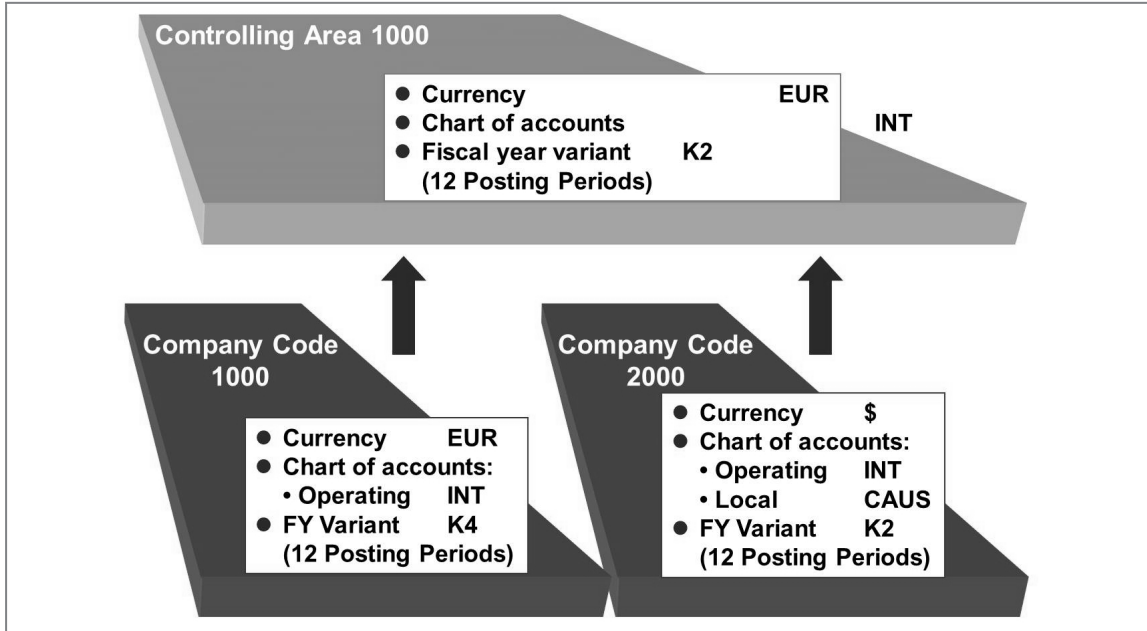 Controlling Area 1000
● Currency EUR
● Chart of accounts INT
● Fiscal year variant K2
(12 Posting Periods)
Company Code
1000
● Currency EUR
● Chart of accounts:
• Operating INT
● FY Variant K4
(12 Posting Periods)
Company Code
2000
● Currency $
● Chart of accounts:
• Operating INT
• Local CAUS
● FY Variant K2
(12 Posting Periods)